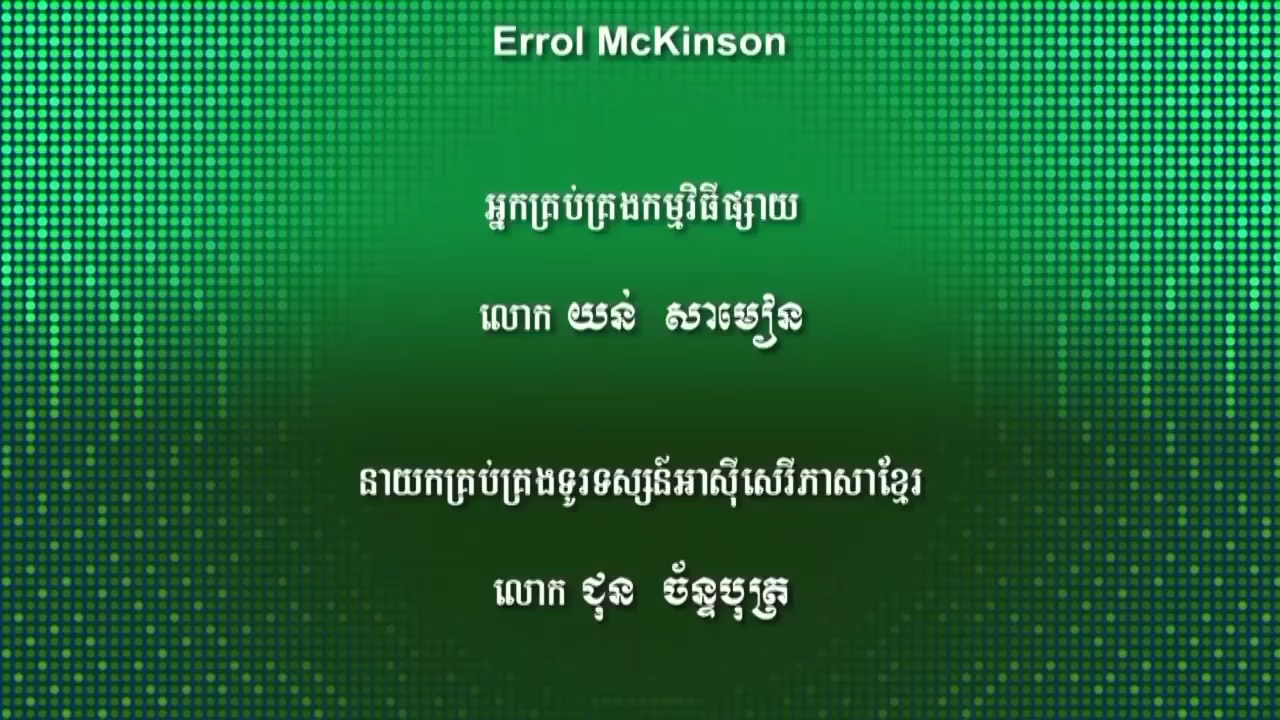 Errol McKinson
អ្នកគ្រប់គ្រងកម្មវិធីផ្សាយ
លោក យន់ សាមៀន
នាយកគ្រប់គ្រងទូរទស្សន៍អាស៊ីសេរីភាសាខ្មែរ
លោក ជុន ច័ន្ទបុត្រ